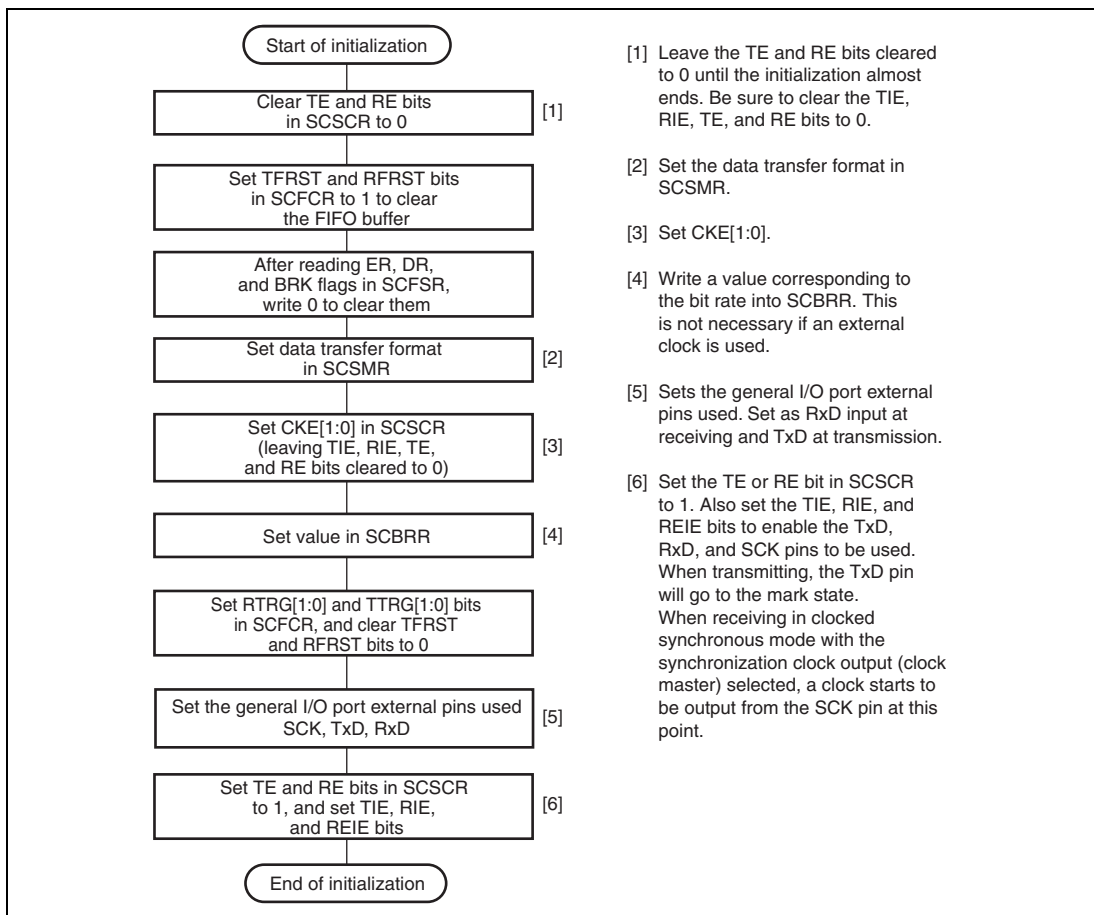 Start of initialization
Clear TE and RE bits
in SCSCR to 0
[1]
Set TFRST and RFRST bits
in SCFCR to 1 to clear
the FIFO buffer
After reading ER, DR,
and BRK flags in SCFSR,
write 0 to clear them
Set data transfer format
in SCSMR
[2]
Set CKE[1:0] in SCSCR
(leaving TIE, RIE, TE,
and RE bits cleared to 0)
[3]
Set value in SCBRR
[4]
Set RTRG[1:0] and TTRG[1:0] bits
in SCFCR, and clear TFRST
and RFRST bits to 0
Set the general I/O port external pins used
SCK, TxD, RxD
[5]
Set TE and RE bits in SCSCR
to 1, and set TIE, RIE,
and REIE bits
[6]
End of initialization
[1] Leave the TE and RE bits cleared
to 0 until the initialization almost
ends. Be sure to clear the TIE,
RIE, TE, and RE bits to 0.
[2] Set the data transfer format in
SCSMR.
[3] Set CKE[1:0].
[4] Write a value corresponding to
the bit rate into SCBRR. This
is not necessary if an external
clock is used.
[5] Sets the general I/O port external
pins used. Set as RxD input at
receiving and TxD at transmission.
[6] Set the TE or RE bit in SCSCR
to 1. Also set the TIE, RIE, and
REIE bits to enable the TxD,
RxD, and SCK pins to be used.
When transmitting, the TxD pin
will go to the mark state.
When receiving in clocked
synchronous mode with the
synchronization clock output (clock
master) selected, a clock starts to
be output from the SCK pin at this
point.